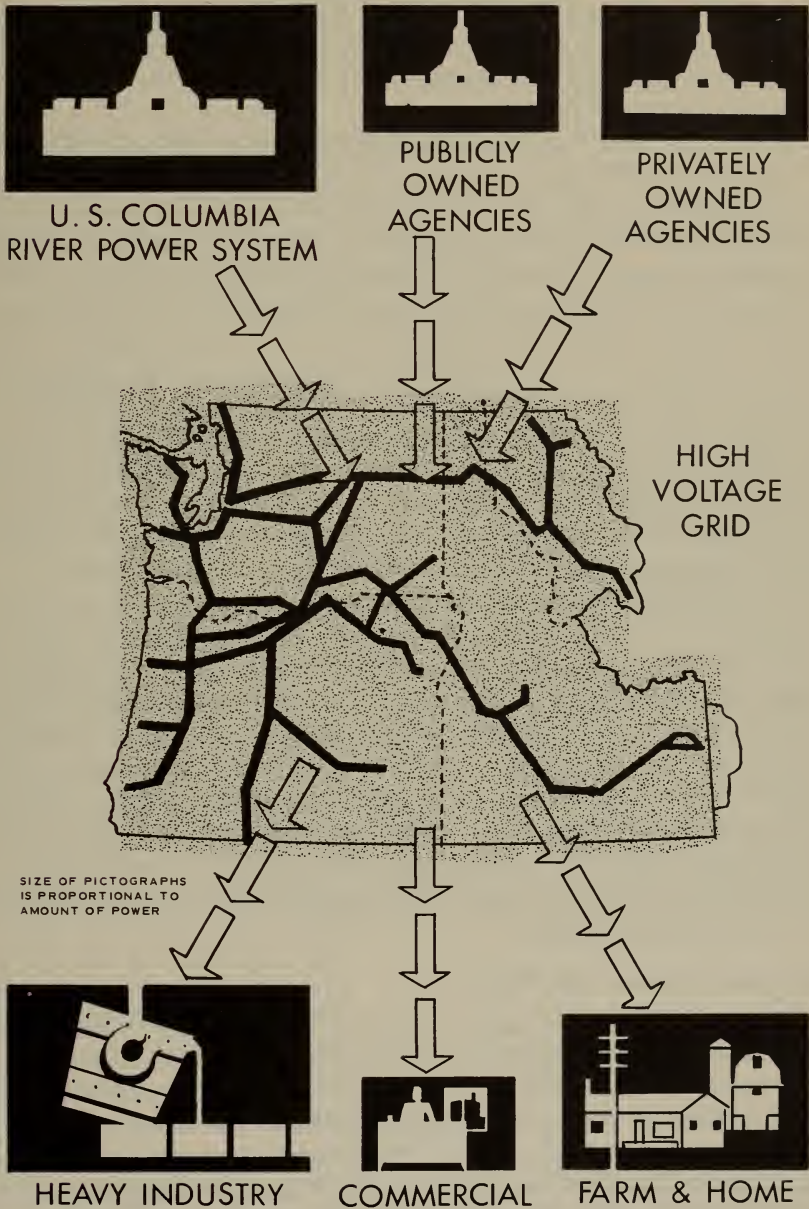 U. S. COLUMBIA
RIVER POWER SYSTEM
PUBLICLY
OWNED
AGENCIES
PRIVATELY
OWNED
AGENCIES
HIGH
VOLTAGE
GRID
SIZE OF PICTOGRAPHS
IS PROPORTIONAL TO
AMOUNT OF POWER
HEAVY INDUSTRY
COMMERCIAL
FARM & HOME